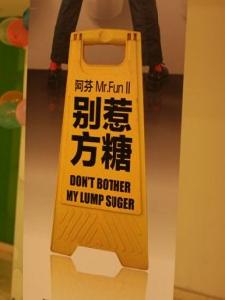 阿芬 Mr.Fun II
别惹
方糖
DON'T BOTHER
MY LUMP SUGER